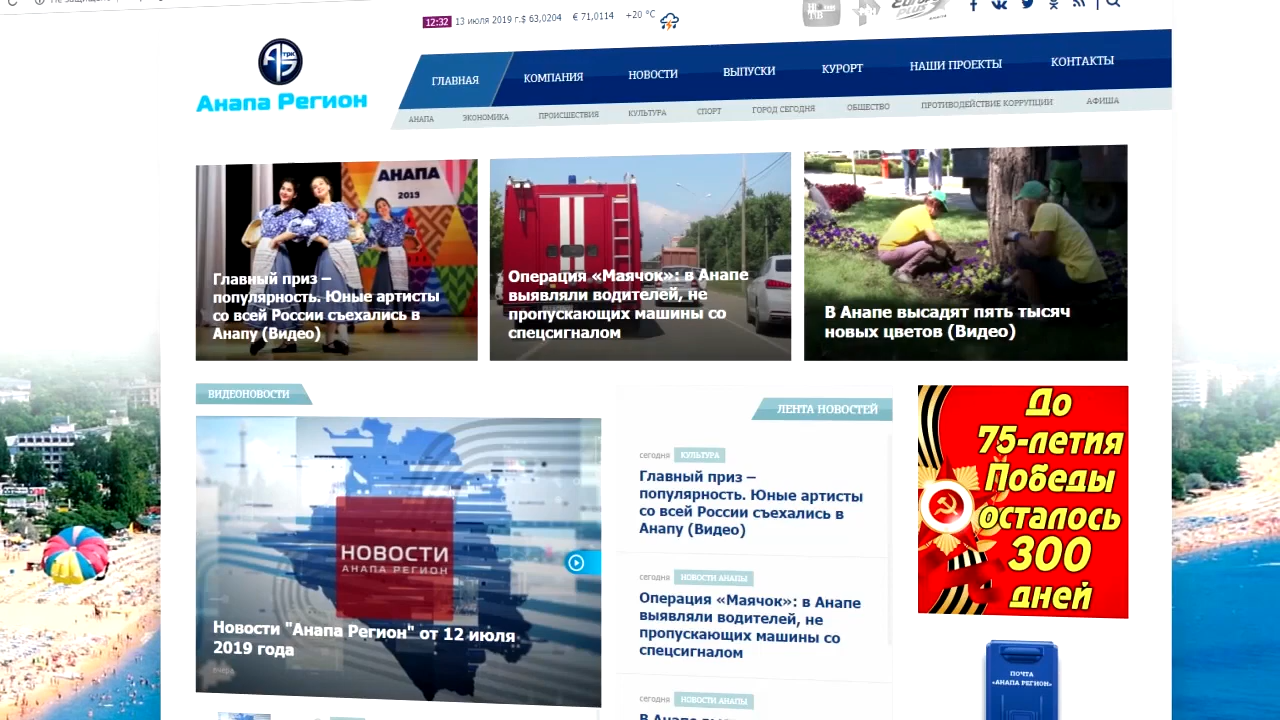 12:32 13 июля 2019 г. $ 63,0204 € 71,0114 +20 °C
АТРК
Анапа Регион
ГЛАВНАЯ КОМПАНИЯ НОВОСТИ ВЫПУСКИ КУРОРТ НАШИ ПРОЕКТЫ КОНТАКТЫ
АНАПА ЭКОНОМИКА ПРОИСШЕСТВИЯ КУЛЬТУРА СПОРТ ГОРОД СЕГОДНЯ ОБЩЕСТВО ПРОТИВОДЕЙСТВИЕ КОРРУПЦИИ АФИША
АНАПА
2019
Главный приз –
популярность. Юные артисты
со всей России съехались в
Анапу (Видео)
Операция «Маячок»: в Анапе
выявляли водителей, не
пропускающих машины со
спецсигналом
В Анапе высадят пять тысяч
новых цветов (Видео)
ВИДЕОНОВОСТИ
НОВОСТИ
АНАПА РЕГИОН
Новости "Анапа Регион" от 12 июля
2019 года
вчера
ЛЕНТА НОВОСТЕЙ
сегодня КУЛЬТУРА
Главный приз –
популярность. Юные артисты
со всей России съехались в
Анапу (Видео)
сегодня НОВОСТИ АНАПЫ
Операция «Маячок»: в Анапе
выявляли водителей, не
пропускающих машины со
спецсигналом
сегодня НОВОСТИ АНАПЫ
До
75-летия
Победы
осталось
300
дней
ПОЧТА
«АНАПА РЕГИОН»